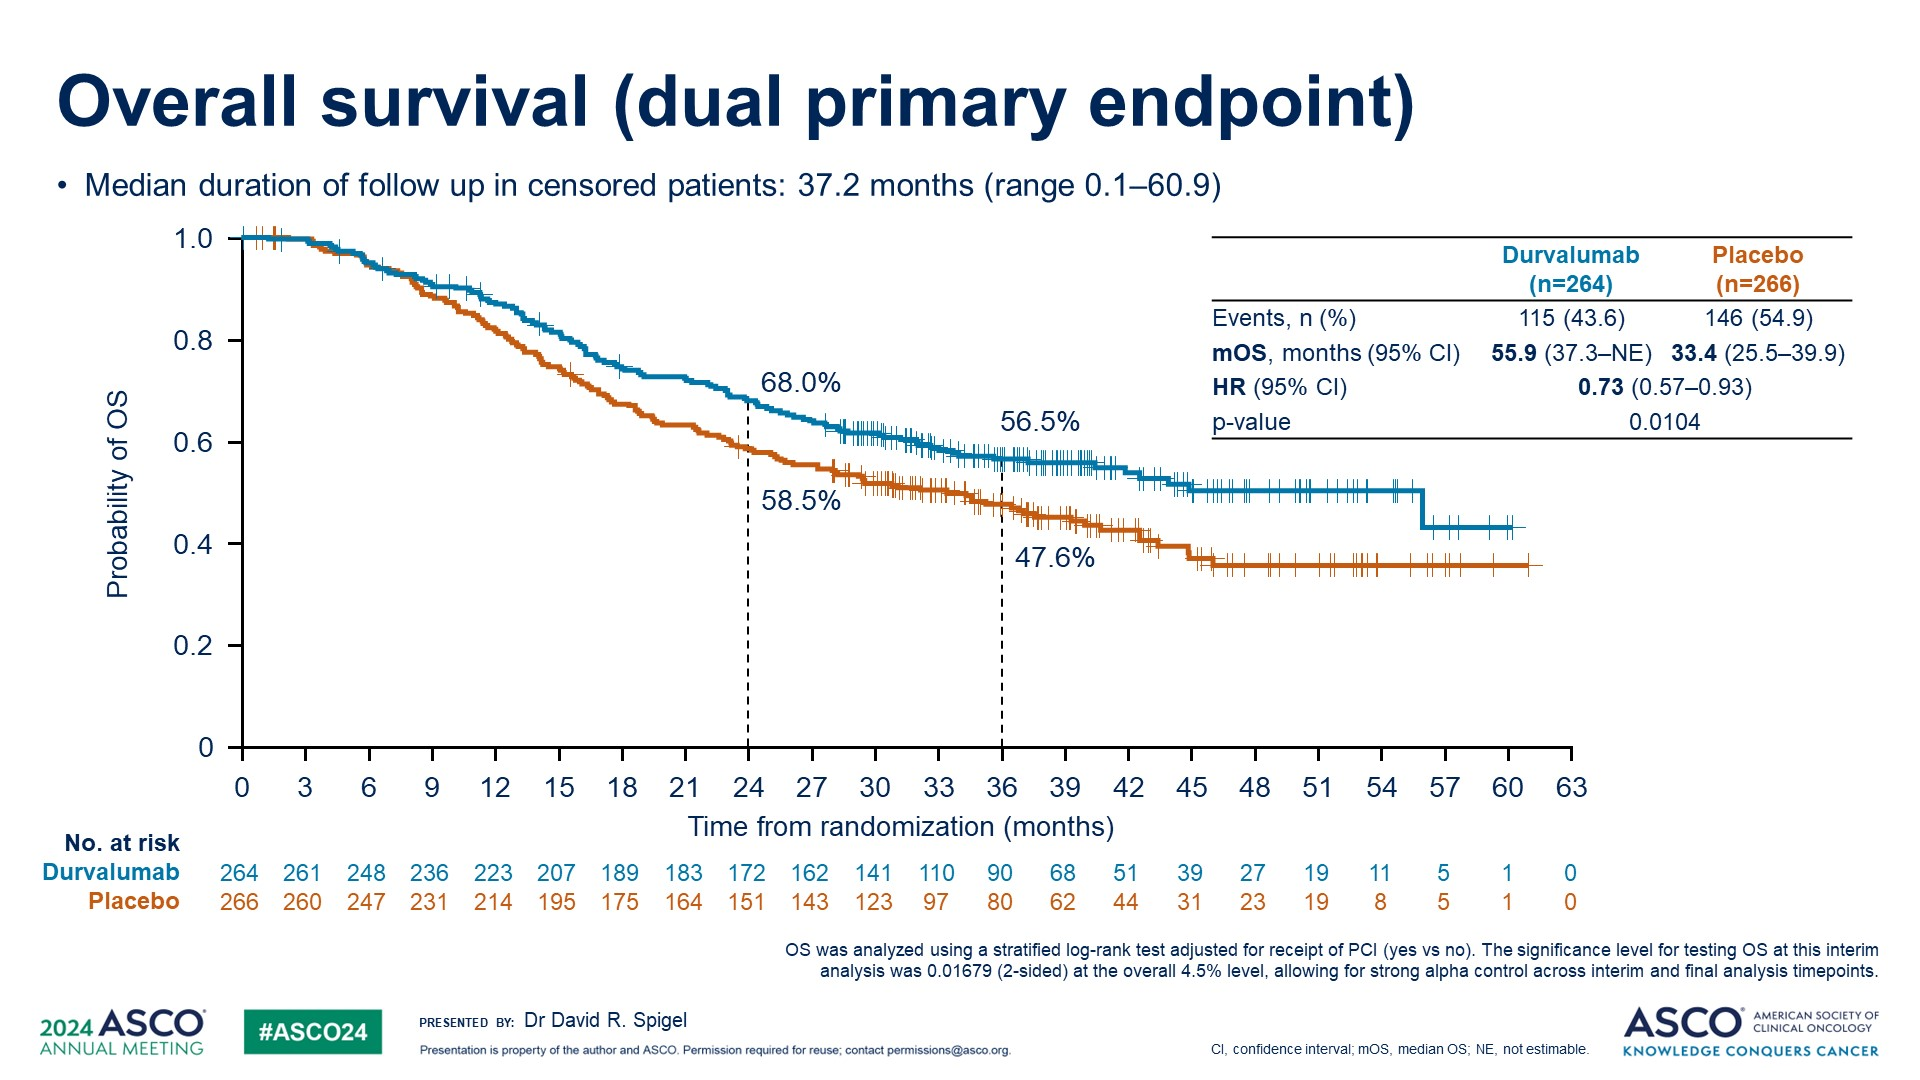 Overall survival (dual primary endpoint)
• Median duration of follow up in censored patients: 37.2 months (range 0.1–60.9)
Probability of OS
1.0
0.8
0.6
0.4
0.2
0
68.0%
58.5%
56.5%
47.6%
Durvalumab Placebo
(n=264) (n=266)
Events, n (%) 115 (43.6) 146 (54.9)
mOS, months (95% CI) 55.9 (37.3–NE) 33.4 (25.5–39.9)
HR (95% CI) 0.73 (0.57–0.93)
p-value 0.0104
0 3 6 9 12 15 18 21 24 27 30 33 36 39 42 45 48 51 54 57 60 63
Time from randomization (months)
No. at risk
Durvalumab 264 261 248 236 223 207 189 183 172 162 141 110 90 68 51 39 27 19 11 5 1 0
Placebo 266 260 247 231 214 195 175 164 151 143 123 97 80 62 44 31 23 19 8 5 1 0
OS was analyzed using a stratified log-rank test adjusted for receipt of PCI (yes vs no). The significance level for testing OS at this interim
analysis was 0.01679 (2-sided) at the overall 4.5% level, allowing for strong alpha control across interim and final analysis timepoints.
2024 ASCO
ANNUAL MEETING
#ASCO24
PRESENTED BY: Dr David R. Spigel
Presentation is property of the author and ASCO. Permission required for reuse; contact permissions@asco.org.
CI, confidence interval; mOS, median OS; NE, not estimable.
ASCO AMERICAN SOCIETY OF
CLINICAL ONCOLOGY
KNOWLEDGE CONQUERS CANCER